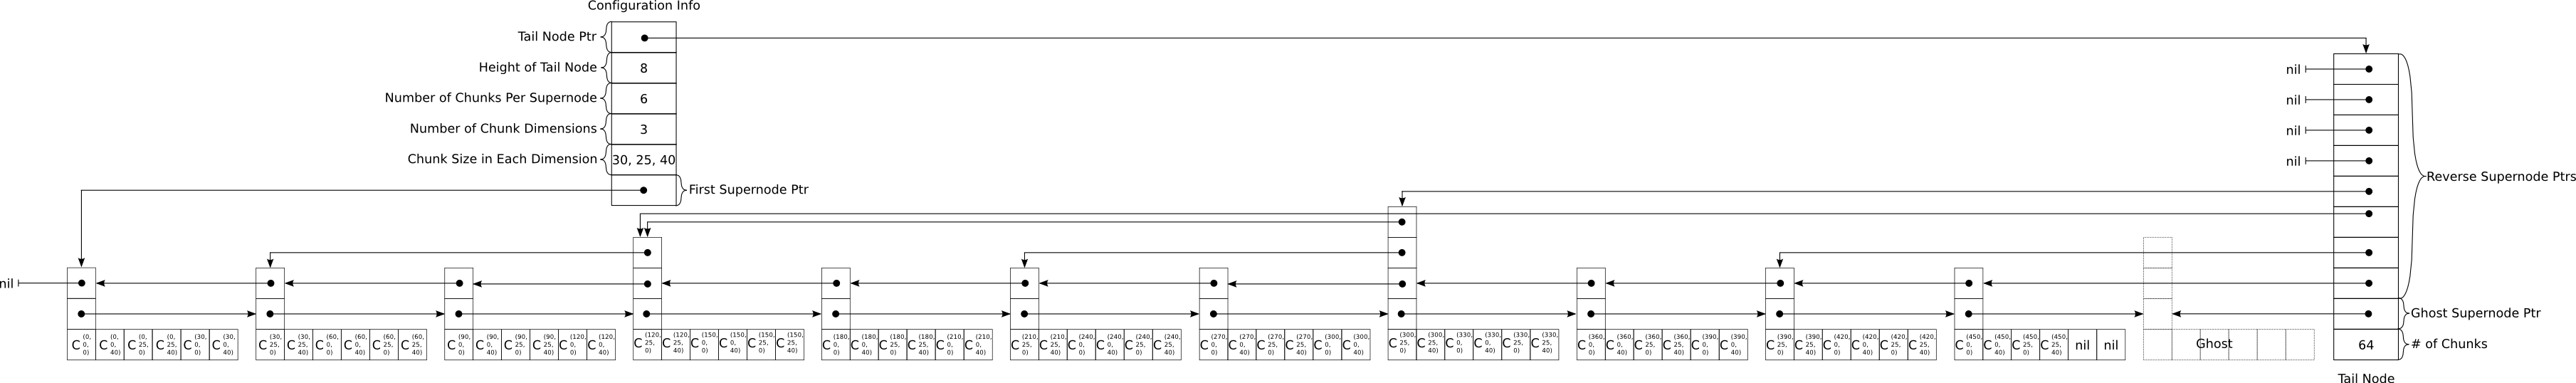 Configuration Info
Tail Node Ptr
Height of Tail Node
8
Number of Chunks Per Supernode
6
Number of Chunk Dimensions
3
Chunk Size in Each Dimension
30, 25, 40
First Supernode Ptr
nil
nil
nil
nil
Reverse Supernode Ptrs
nil
Ghost Supernode Ptr
C (0, 0, 0) C (0, 0, 40) C (0, 25, 0) C (0, 25, 40) C (30, 0, 0) C (30, 0, 40)
C (30, 25, 0) C (30, 25, 40) C (60, 0, 0) C (60, 0, 40) C (60, 25, 0) C (60, 25, 40)
C (90, 0, 0) C (90, 0, 40) C (90, 25, 0) C (90, 25, 40) C (120, 0, 0) C (120, 0, 40)
C (120, 25, 0) C (120, 25, 40) C (150, 0, 0) C (150, 0, 40) C (150, 25, 0) C (150, 25, 40)
C (180, 0, 0) C (180, 0, 40) C (180, 25, 0) C (180, 25, 40) C (210, 0, 0) C (210, 0, 40)
C (210, 25, 0) C (210, 25, 40) C (240, 0, 0) C (240, 0, 40) C (240, 25, 0) C (240, 25, 40)
C (270, 0, 0) C (270, 0, 40) C (270, 25, 0) C (270, 25, 40) C (300, 0, 0) C (300, 0, 40)
C (300, 25, 0) C (300, 25, 40) C (330, 0, 0) C (330, 0, 40) C (330, 25, 0) C (330, 25, 40)
C (360, 0, 0) C (360, 0, 40) C (360, 25, 0) C (360, 25, 40) C (390, 0, 0) C (390, 0, 40)
C (390, 25, 0) C (390, 25, 40) C (420, 0, 0) C (420, 0, 40) C (420, 25, 0) C (420, 25, 40)
C (450, 0, 0) C (450, 0, 40) C (450, 25, 0) C (450, 25, 40) nil nil
Ghost
64
# of Chunks
Tail Node